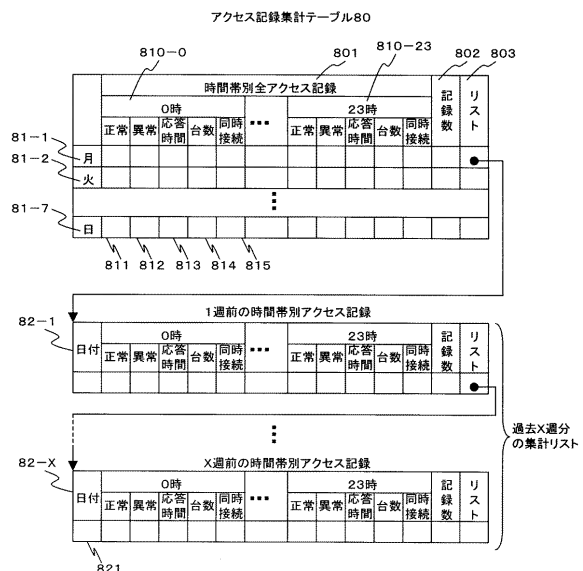 アクセス記録集計テーブル80
810-0
801
810-23
802
803
時間帯別全アクセス記録
記録数
リスト
0時
23時
正常 異常 応答時間 台数 同時接続 ••• 正常 異常 応答時間 台数 同時接続
81-1
月
81-2
火
81-7
日
811 812 813 814 815
1週前の時間帯別アクセス記録
82-1
日付
0時
23時
記録数
リスト
正常 異常 応答時間 台数 同時接続 ••• 正常 異常 応答時間 台数 同時接続
過去X週分
の集計リスト
X週前の時間帯別アクセス記録
82-X
日付
0時
23時
記録数
リスト
正常 異常 応答時間 台数 同時接続 ••• 正常 異常 応答時間 台数 同時接続
821